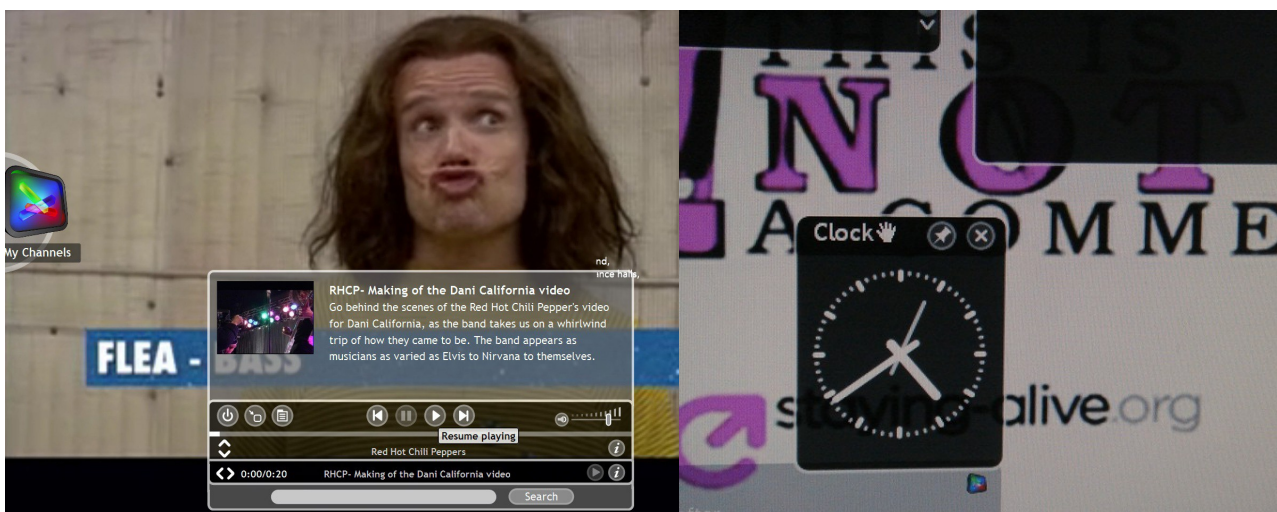 My Channels
nd,
ince halls,
RHCP- Making of the Dani California video
Go behind the scenes of the Red Hot Chili Pepper's video
for Dani California, as the band takes us on a whirlwind
trip of how they came to be. The band appears as
musicians as varied as Elvis to Nirvana to themselves.
FLEA - BASS
Resume playing
Red Hot Chili Peppers
0:00/0:20 RHCP- Making of the Dani California video
Search
THIS IS
NOT
A COMME
Clock
staying-alive.org